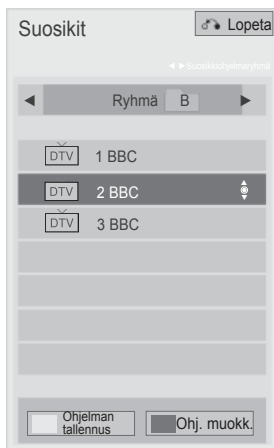 Suosikit
Lopeta
◄ ► Suosikkiohjelmaryhmä
◄ Ryhmä B ►
DTV 1 BBC
DTV 2 BBC
DTV 3 BBC
Ohjelman
tallennus
Ohj. muokk.